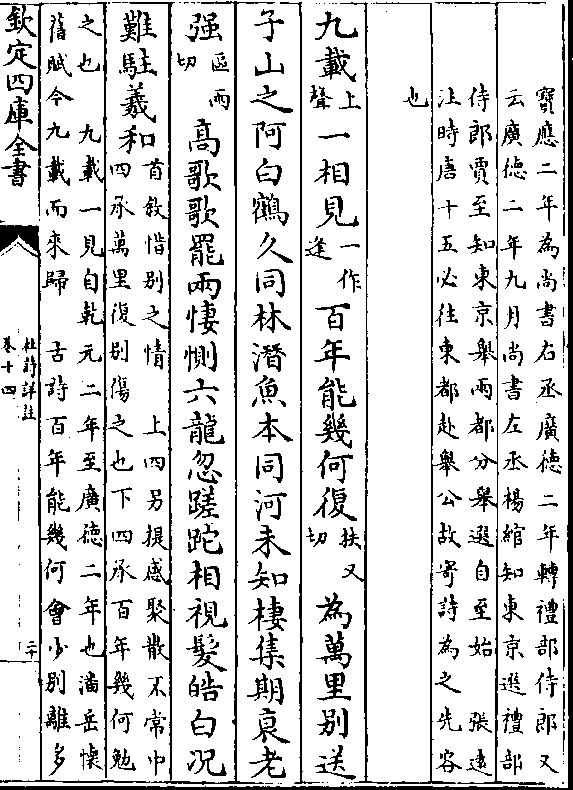 寳應二年為尚書右丞廣德二年轉禮部侍郎又
云廣德二年九月尚書左丞楊綰知東京選禮部
侍郎賈至知東京舉兩都分舉選自至始　張遠
注時唐十五必往東都赴舉公故寄詩為之先容
也
九載上聲一相見一作逢百年能幾何復扶又切為萬里别送
子山之阿白鶴久同林潛魚本同河未知棲集期衰老
强區兩切髙歌歌罷兩悽惻六龍忽蹉跎相視髪皓白况
難駐羲和首敘惜别之情　上四另提感聚散不常中
四承萬里復别傷之也下四承百年幾何勉
之也　九載一見自乾元二年至廣德二年也潘岳懷
舊賦今九載而來歸　古詩百年能幾何會少别離多
欽定四庫全書
杜詩詳註
卷十四
二十